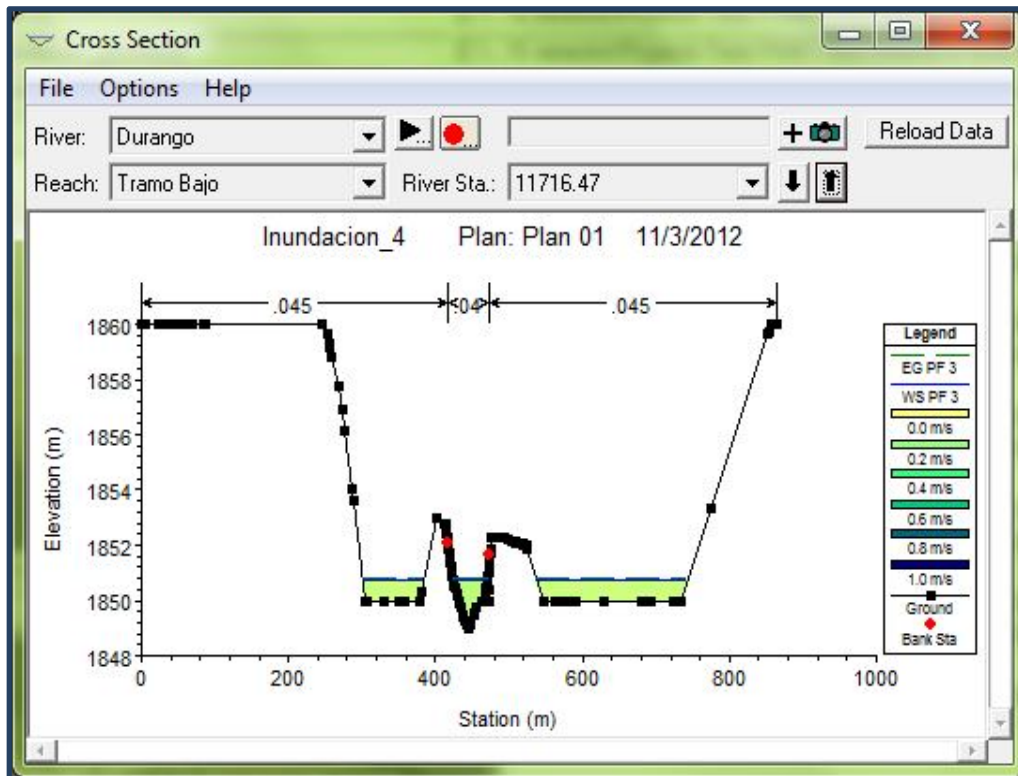 Cross Section
File Options Help
River: Durango Reload Data
Reach: Tramo Bajo River Sta.: 11716.47
Inundacion_4 Plan: Plan 01 11/3/2012
.045 .04 .045
Elevation (m)
1860
1858
1856
1854
1852
1850
1848
0 200 400 600 800 1000
Station (m)
Legend
EG PF 3
WS PF 3
0.0 m/s
0.2 m/s
0.4 m/s
0.6 m/s
0.8 m/s
1.0 m/s
Ground
Bank Sta